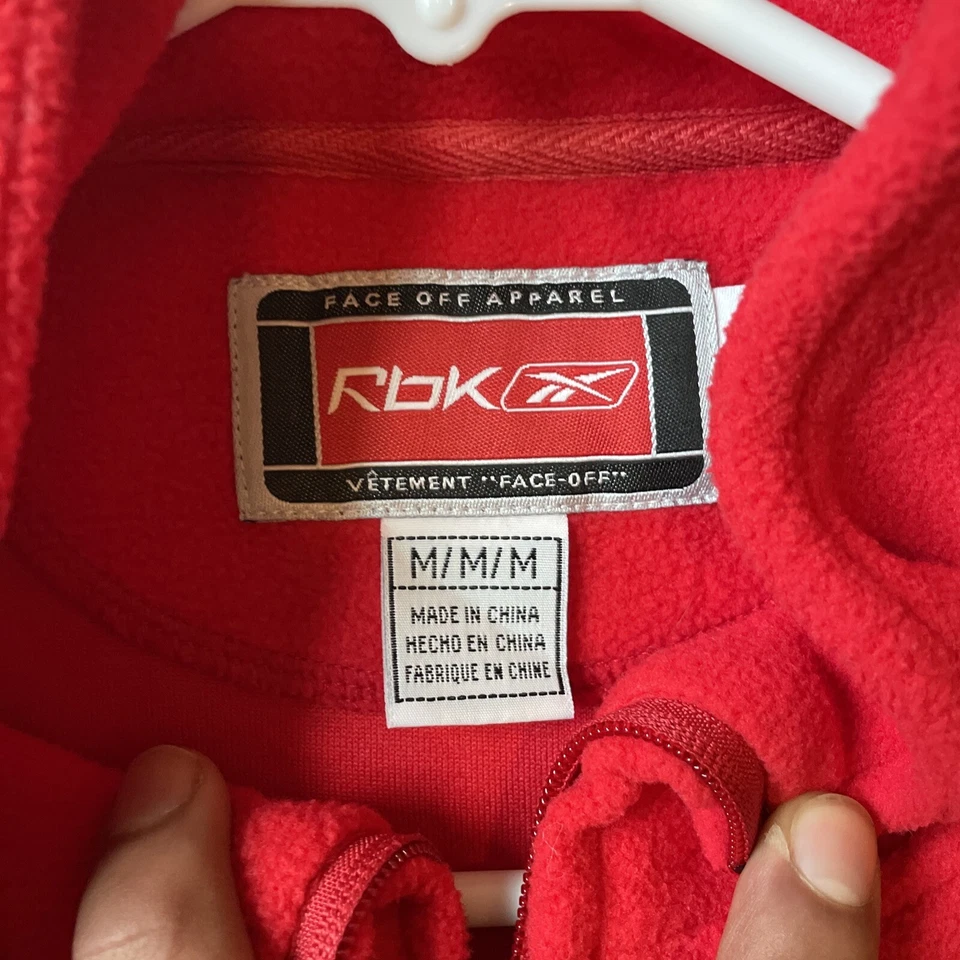 FACE OFF APPAREL
RbK
VÊTEMENT "FACE-OFF"
M/M/M
MADE IN CHINA
HECHO EN CHINA
FABRIQUE EN CHINE